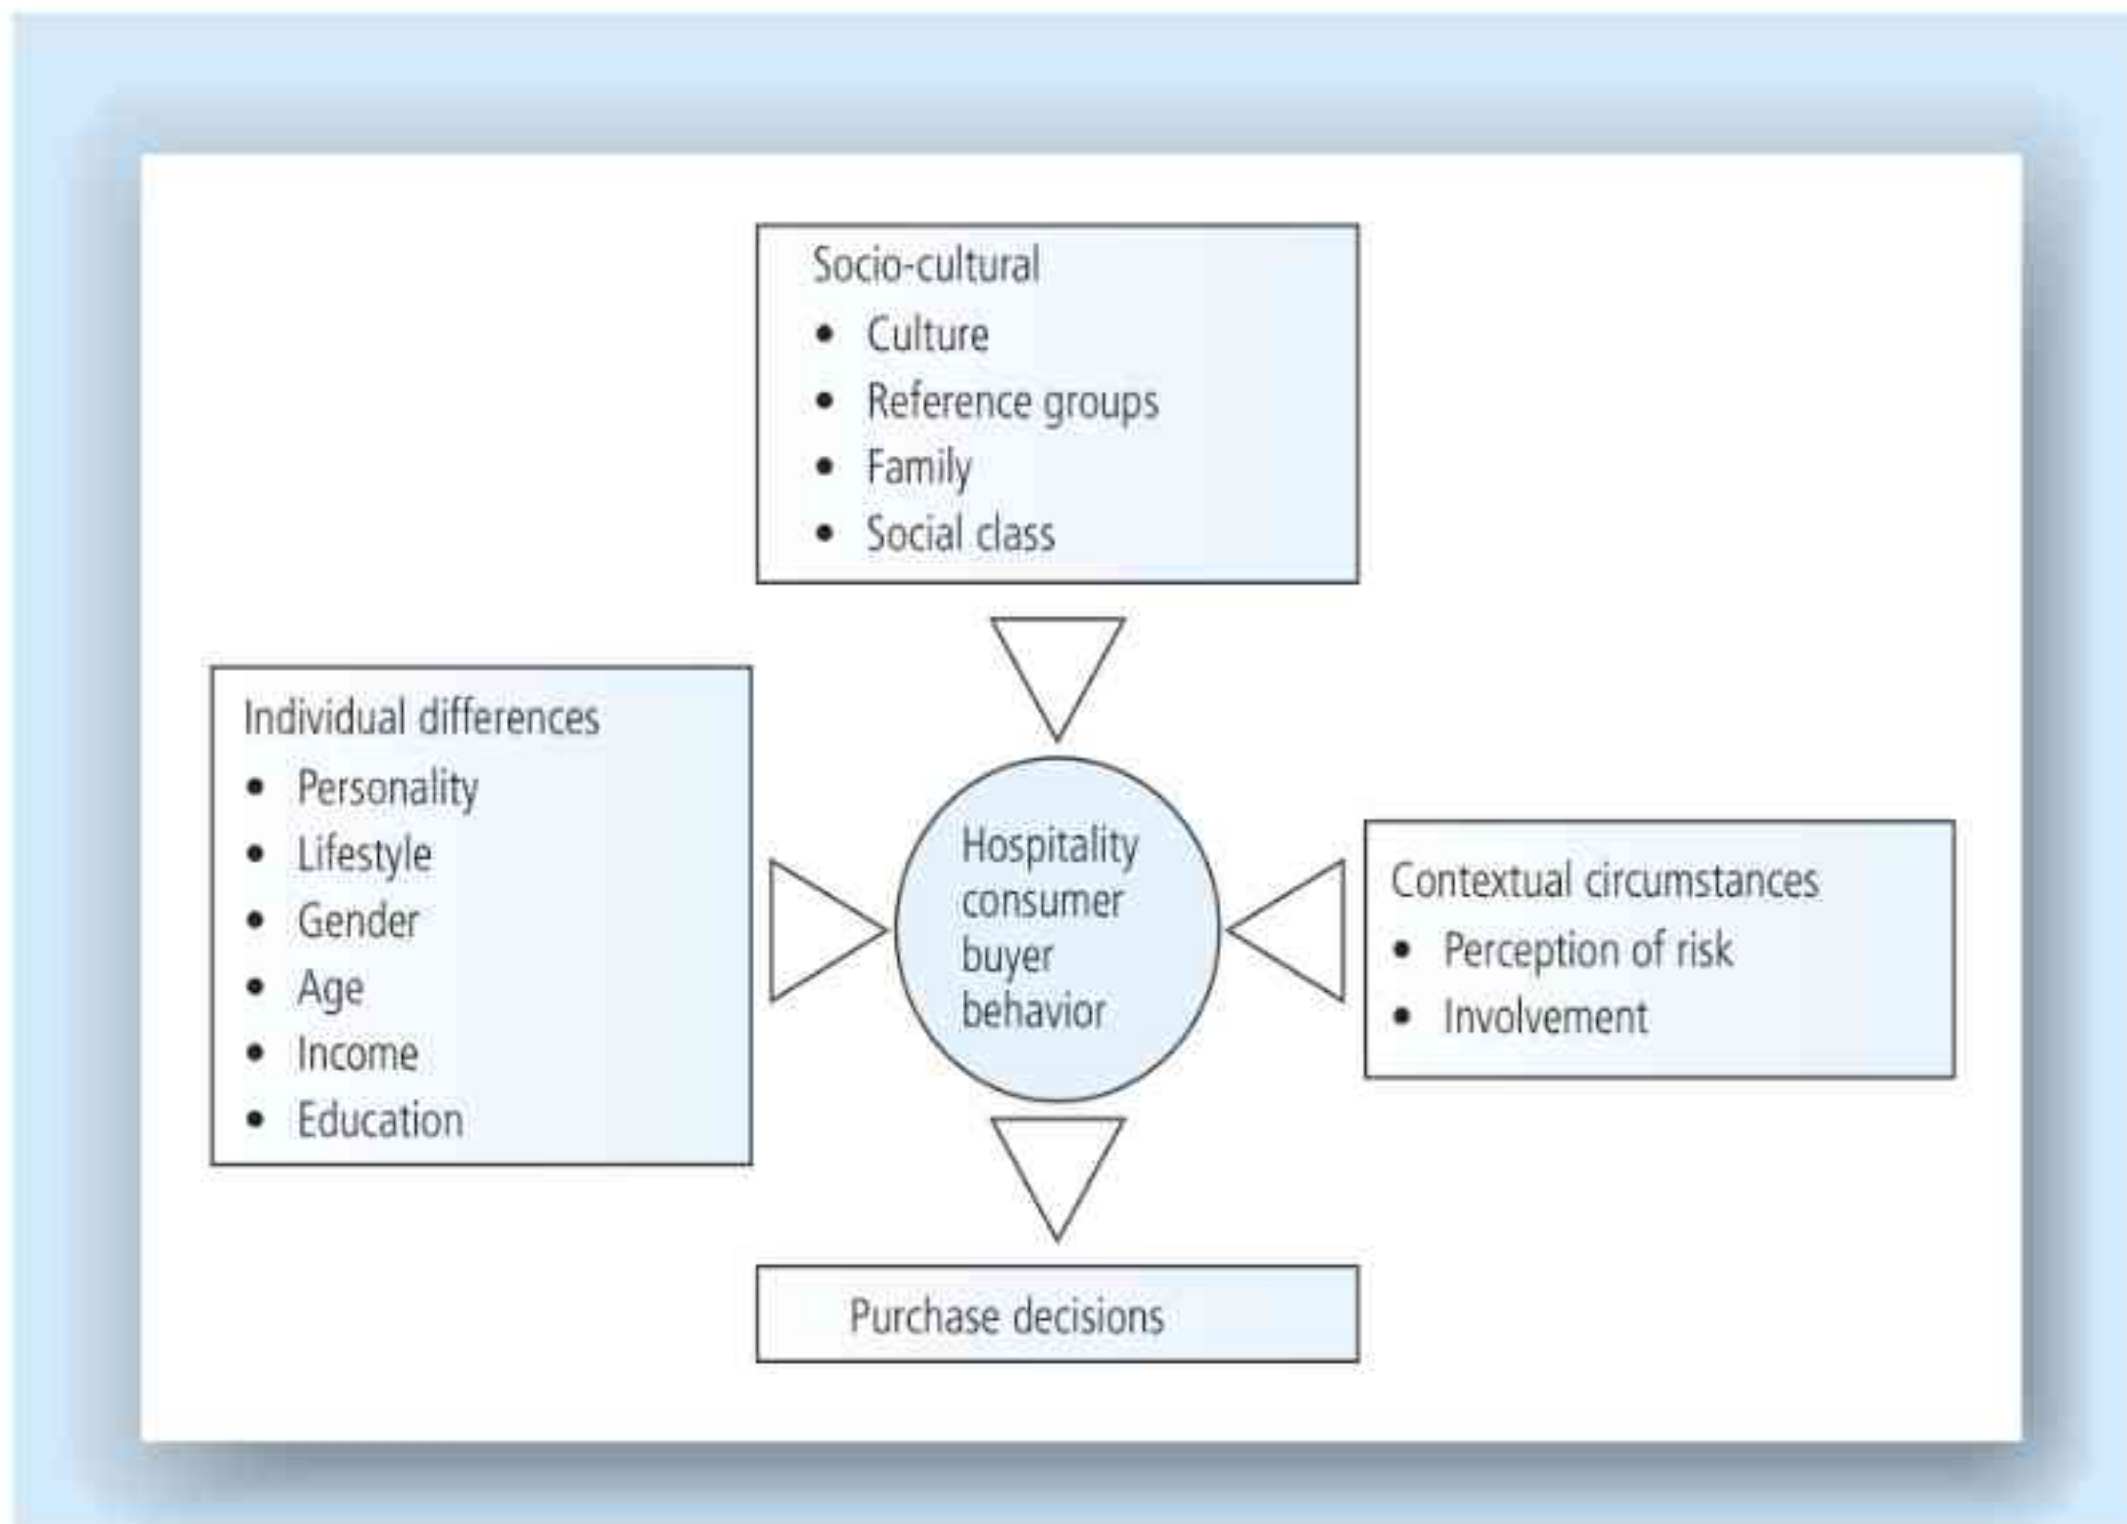 Socio-cultural
• Culture
• Reference groups
• Family
• Social class
Individual differences
• Personality
• Lifestyle
• Gender
• Age
• Income
• Education
Hospitality
consumer
buyer
behavior
Contextual circumstances
• Perception of risk
• Involvement
Purchase decisions